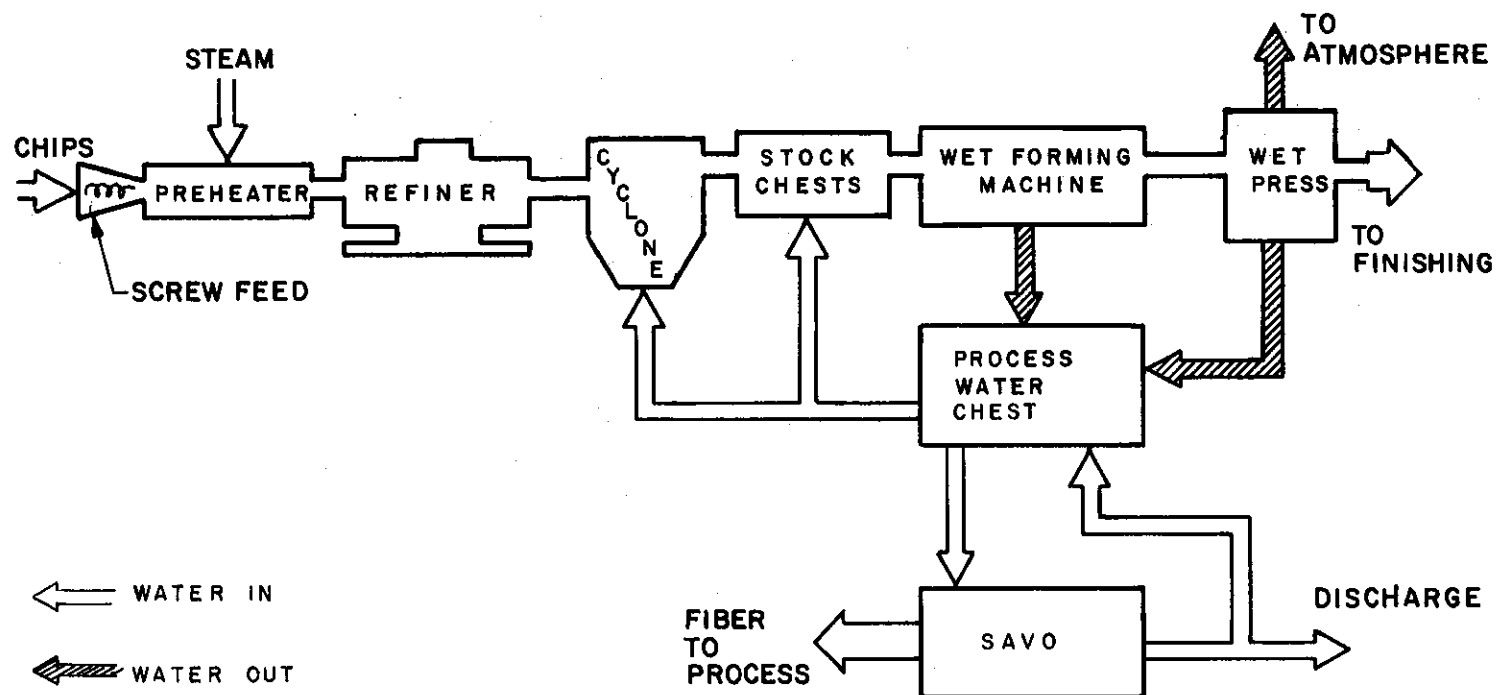 TO
ATMOSPHERE
STEAM
CHIPS
PREHEATER
REFINER
CYCLONE
STOCK
CHESTS
WET FORMING
MACHINE
WET
PRESS
TO
FINISHING
SCREW FEED
PROCESS
WATER
CHEST
WATER IN
WATER OUT
FIBER
TO
PROCESS
SAVO
DISCHARGE